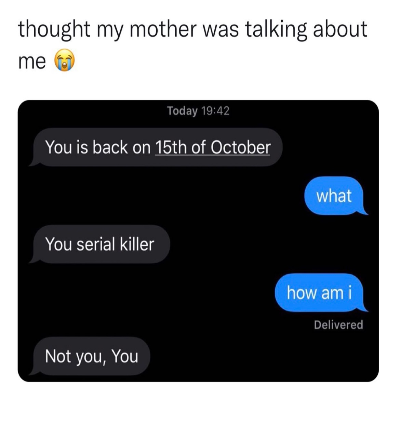 thought my mother was talking about
me 😭
Today 19:42
You is back on 15th of October
what
You serial killer
how am i
Delivered
Not you, You